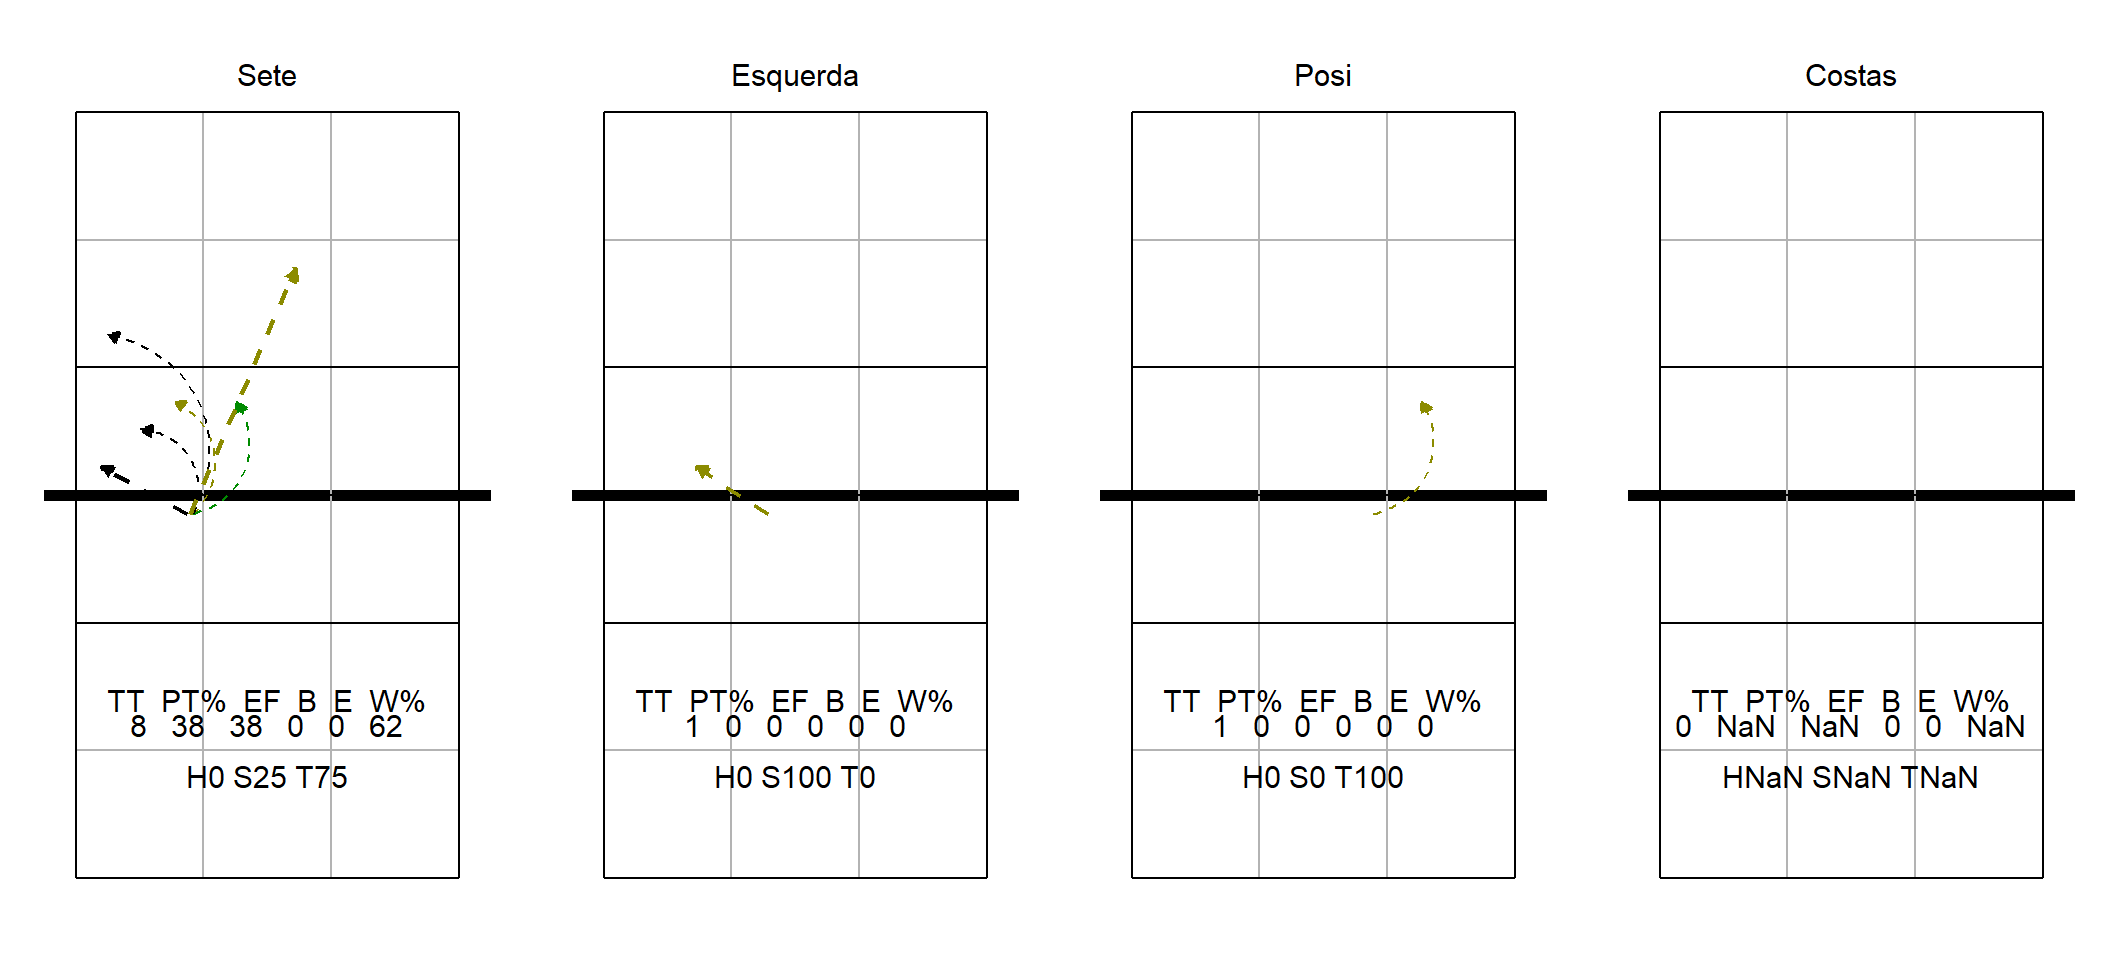 Sete
TT PT% EF B E W%
8 38 38 0 0 62
H0 S25 T75
Esquerda
TT PT% EF B E W%
1 0 0 0 0 0
H0 S100 T0
Posi
TT PT% EF B E W%
1 0 0 0 0 0
H0 S0 T100
Costas
TT PT% EF B E W%
0 NaN NaN 0 0 NaN
HNaN SNaN TNaN